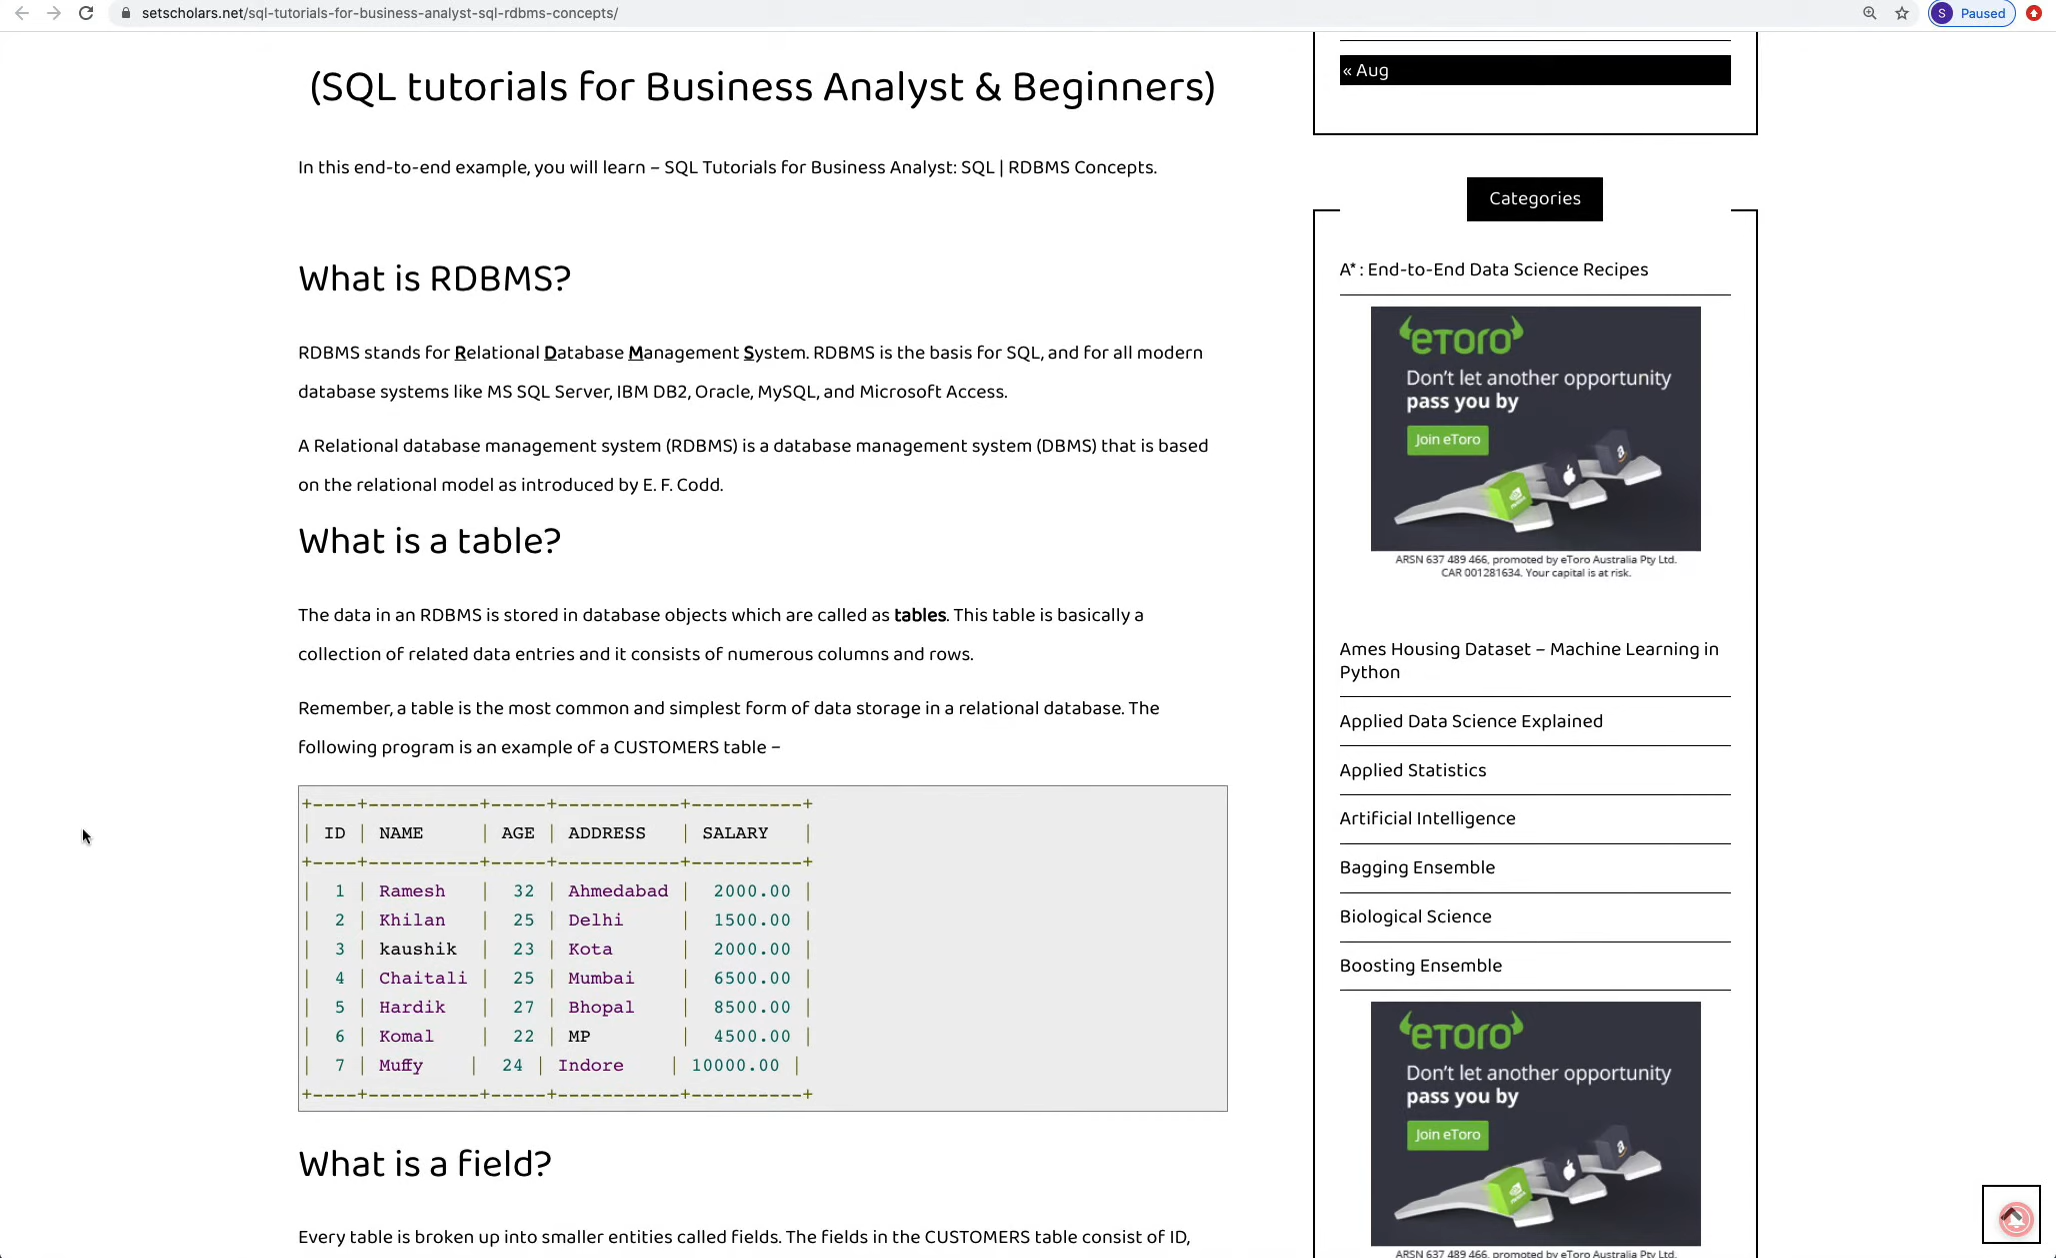 setscholars.net/sql-tutorials-for-business-analyst-sql-rdbms-concepts/
S Paused
(SQL tutorials for Business Analyst & Beginners)
In this end-to-end example, you will learn – SQL Tutorials for Business Analyst: SQL | RDBMS Concepts.
What is RDBMS?
RDBMS stands for Relational Database Management System. RDBMS is the basis for SQL, and for all modern
database systems like MS SQL Server, IBM DB2, Oracle, MySQL, and Microsoft Access.
A Relational database management system (RDBMS) is a database management system (DBMS) that is based
on the relational model as introduced by E. F. Codd.
What is a table?
The data in an RDBMS is stored in database objects which are called as tables. This table is basically a
collection of related data entries and it consists of numerous columns and rows.
Remember, a table is the most common and simplest form of data storage in a relational database. The
following program is an example of a CUSTOMERS table –
+----+----------+-----+-----------+----------+
| ID | NAME     | AGE | ADDRESS   | SALARY   |
+----+----------+-----+-----------+----------+
|  1 | Ramesh   |  32 | Ahmedabad |  2000.00 |
|  2 | Khilan   |  25 | Delhi     |  1500.00 |
|  3 | kaushik  |  23 | Kota      |  2000.00 |
|  4 | Chaitali |  25 | Mumbai    |  6500.00 |
|  5 | Hardik   |  27 | Bhopal    |  8500.00 |
|  6 | Komal    |  22 | MP        |  4500.00 |
|  7 | Muffy    |  24 | Indore    | 10000.00 |
+----+----------+-----+-----------+----------+
What is a field?
Every table is broken up into smaller entities called fields. The fields in the CUSTOMERS table consist of ID,
« Aug
Categories
A* : End-to-End Data Science Recipes
eTORO
Don't let another opportunity
pass you by
Join eToro
ARSN 637 489 466, promoted by eToro Australia Pty Ltd.
CAR 001281634. Your capital is at risk.
Ames Housing Dataset – Machine Learning in
Python
Applied Data Science Explained
Applied Statistics
Artificial Intelligence
Bagging Ensemble
Biological Science
Boosting Ensemble
eTORO
Don't let another opportunity
pass you by
Join eToro
ARSN 637 489 466, promoted by eToro Australia Pty Ltd.